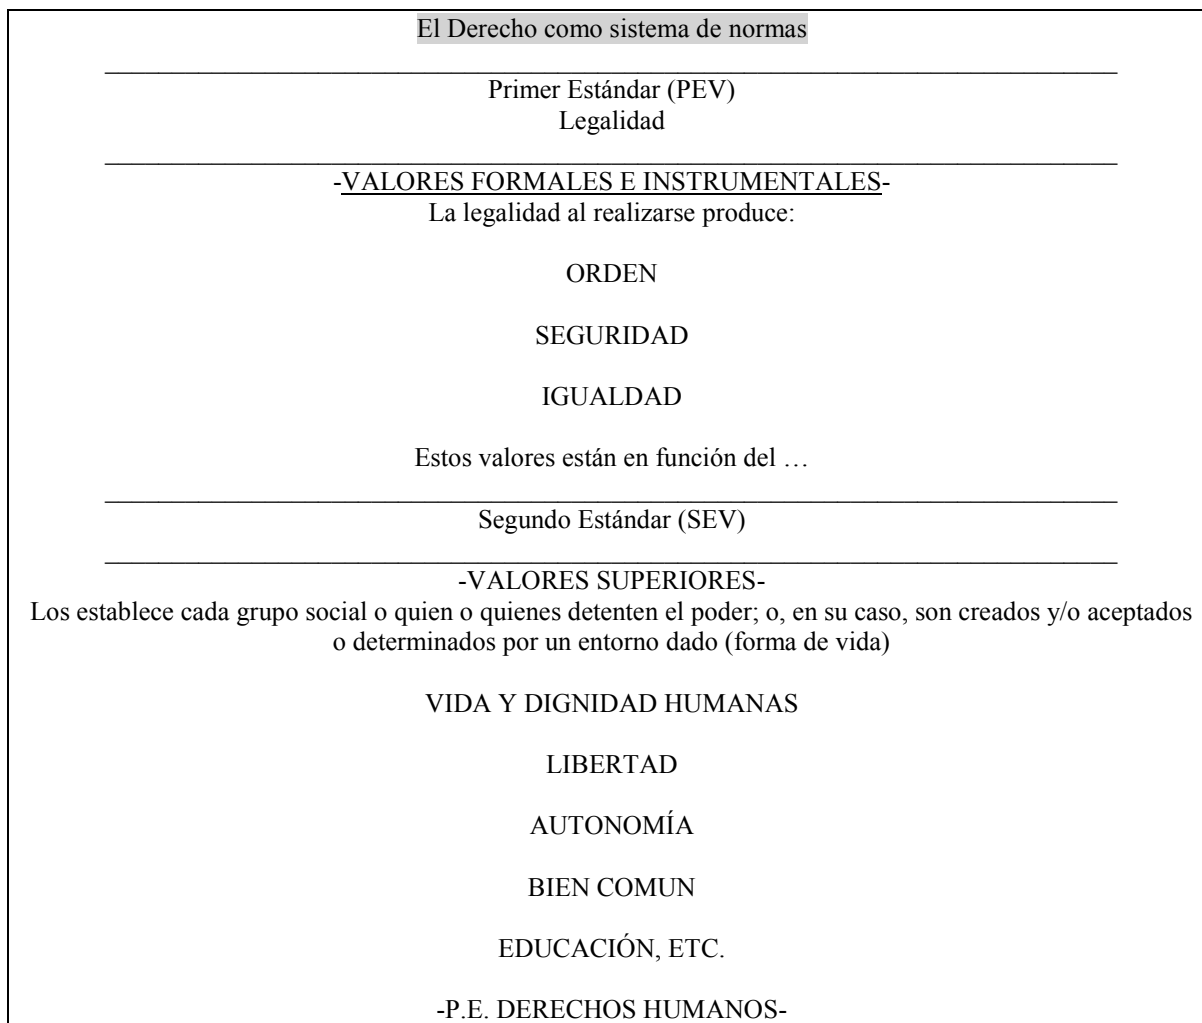 El Derecho como sistema de normas
Primer Estándar (PEV)
Legalidad
-VALORES FORMALES E INSTRUMENTALES-
La legalidad al realizarse produce:
ORDEN
SEGURIDAD
IGUALDAD
Estos valores están en función del …
Segundo Estándar (SEV)
-VALORES SUPERIORES-
Los establece cada grupo social o quien o quienes detenten el poder; o, en su caso, son creados y/o aceptados
o determinados por un entorno dado (forma de vida)
VIDA Y DIGNIDAD HUMANAS
LIBERTAD
AUTONOMÍA
BIEN COMUN
EDUCACIÓN, ETC.
-P.E. DERECHOS HUMANOS-